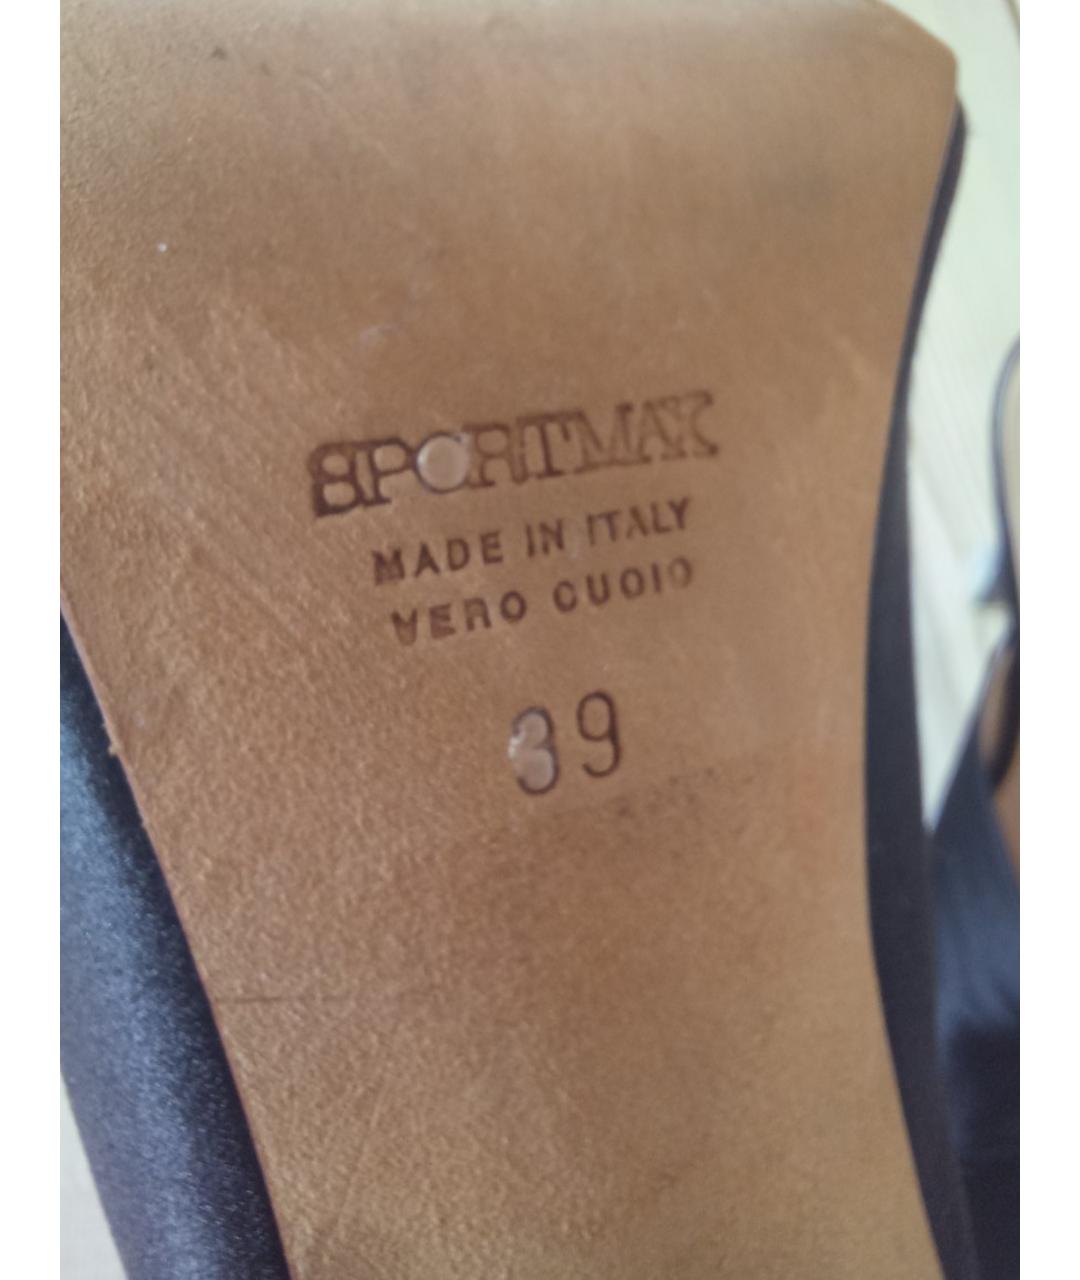 SPORTMAX
MADE IN ITALY
VERO CUOIO
39